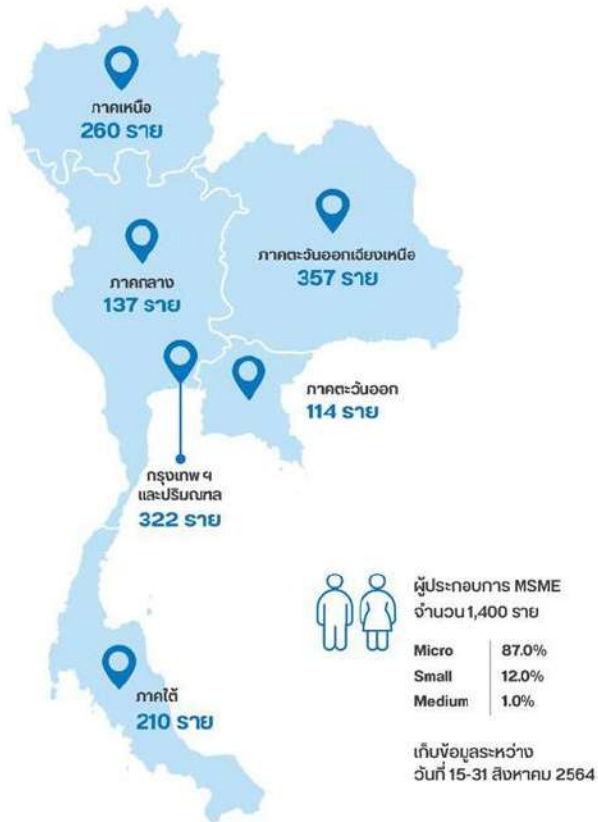 ภาคเหนือ
260 ราย
ภาคตะวันออกเฉียงเหนือ
357 ราย
ภาคกลาง
137 ราย
ภาคตะวันออก
114 ราย
กรุงเทพ ฯ
และปริมณฑล
322 ราย
ภาคใต้
210 ราย
ผู้ประกอบการ MSME
จำนวน 1,400 ราย
Micro 87.0%
Small 12.0%
Medium 1.0%
เก็บข้อมูลระหว่าง
วันที่ 15-31 สิงหาคม 2564